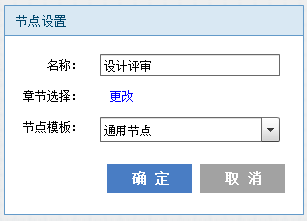 节点设置
名称： 设计评审
章节选择： 更改
节点模板： 通用节点
确 定 取 消